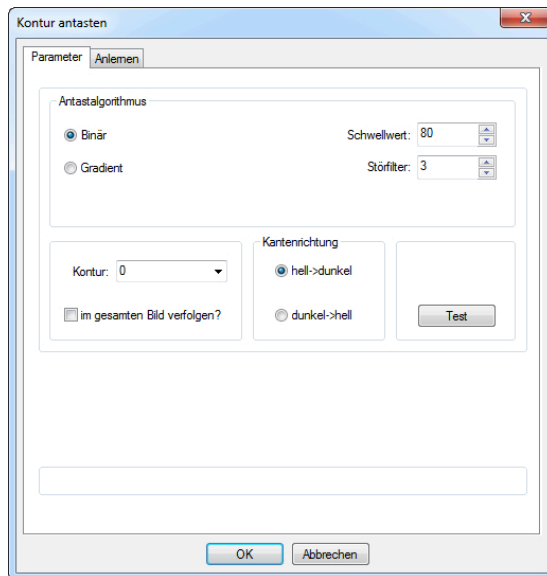 Kontur antasten
Parameter Anlernen
Antastalgorithmus
Binär Schwellwert: 80
Gradient Störfilter: 3
Kantenrichtung
Kontur: 0 hell->dunkel
im gesamten Bild verfolgen? dunkel->hell Test
OK Abbrechen